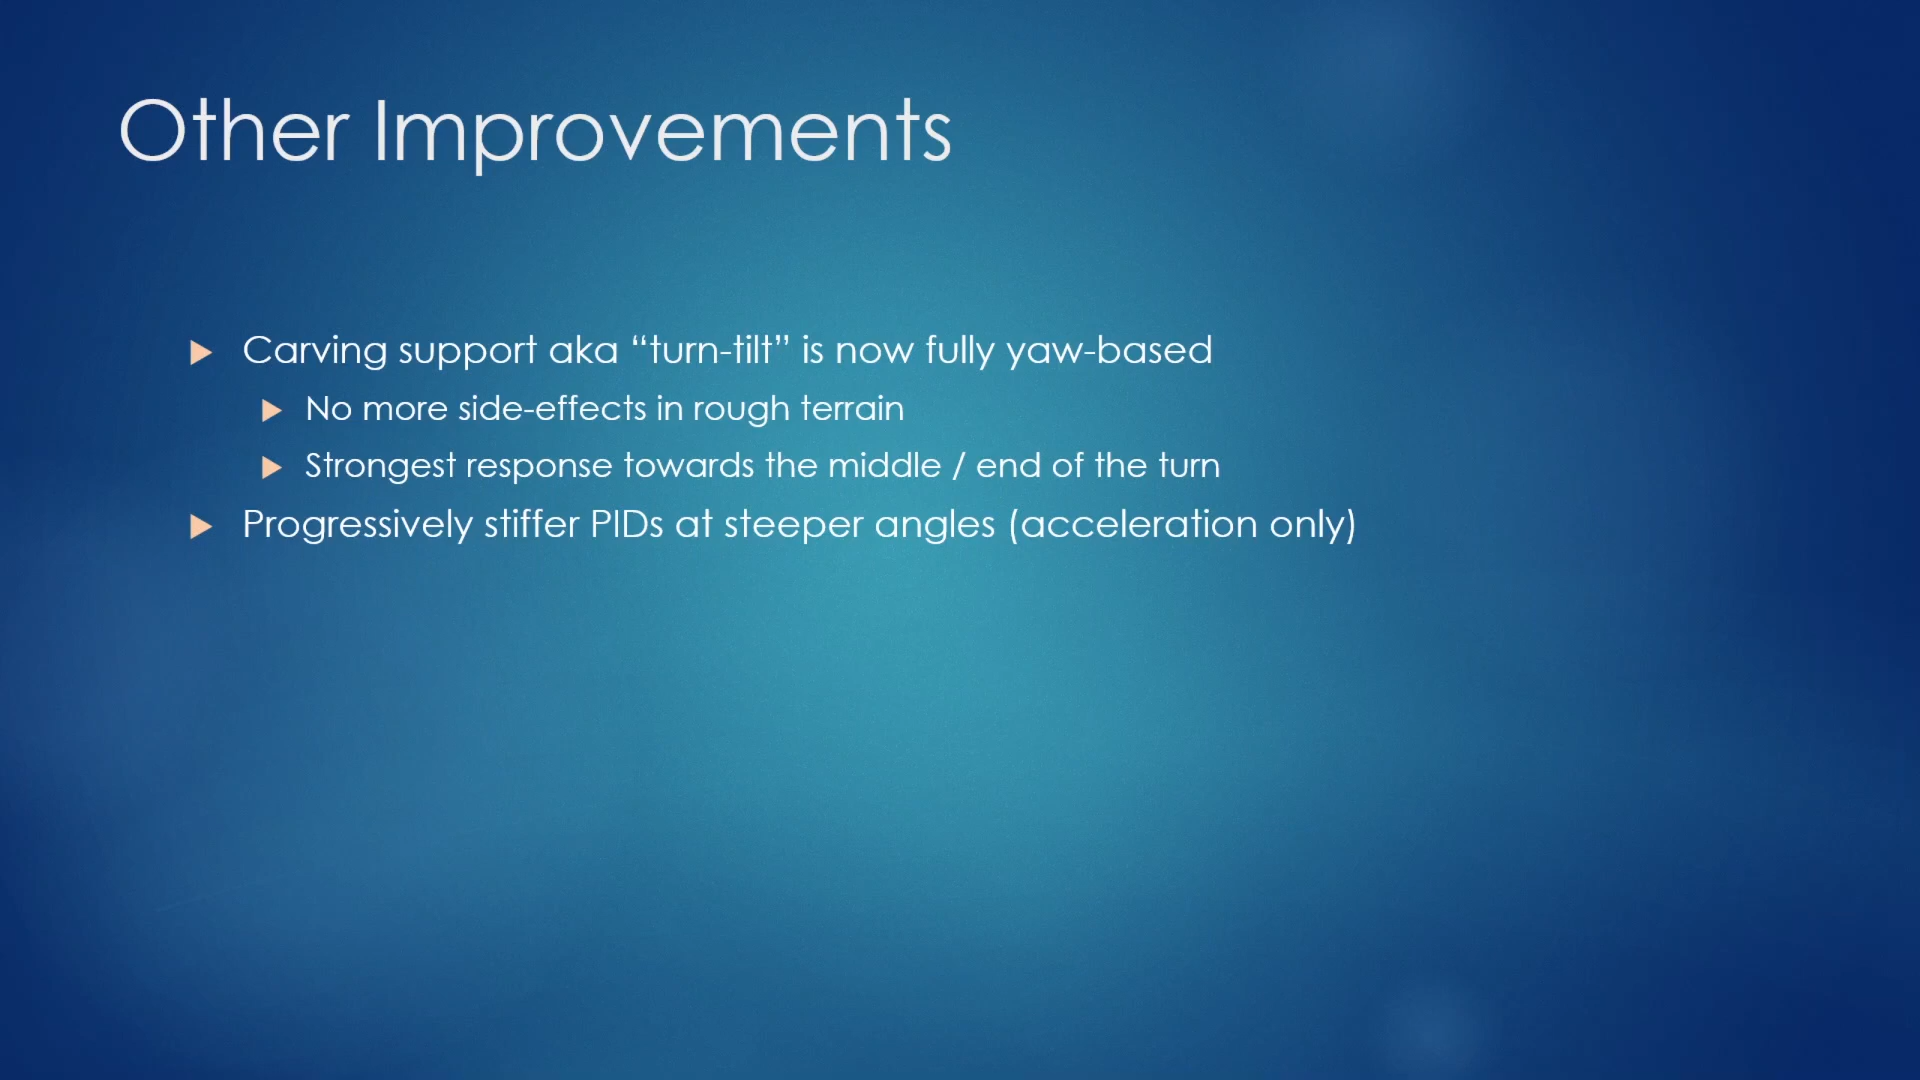 Other Improvements
Carving support aka “turn-tilt” is now fully yaw-based
No more side-effects in rough terrain
Strongest response towards the middle / end of the turn
Progressively stiffer PIDs at steeper angles (acceleration only)